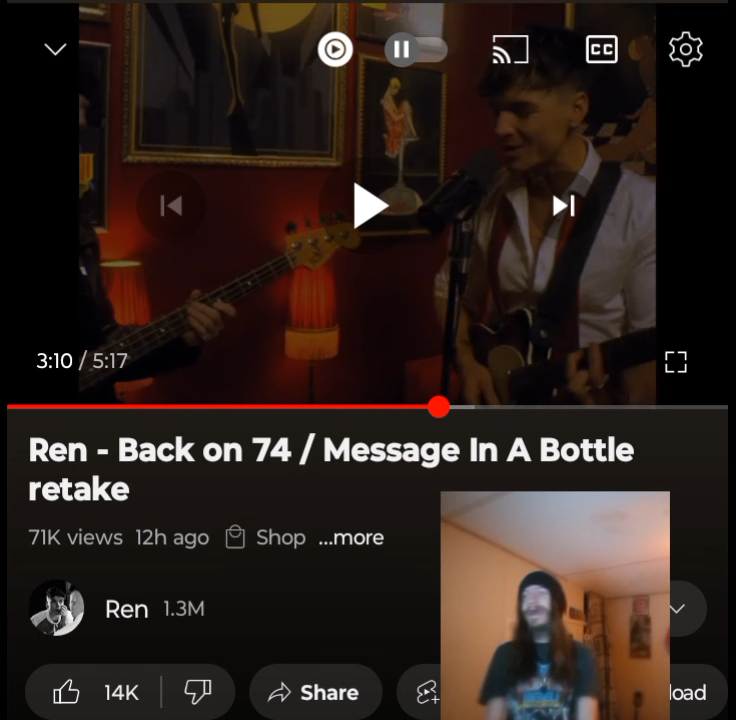 CC
3:10 / 5:17
Ren - Back on 74 / Message In A Bottle
retake
71K views 12h ago Shop ...more
Ren 1.3M
14K Share load